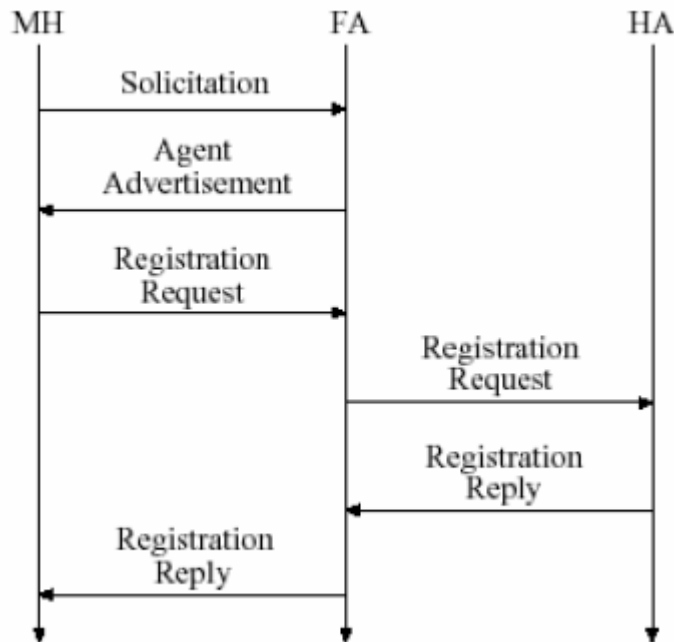 MH FA HA
Solicitation
Agent
Advertisement
Registration
Request
Registration
Request
Registration
Reply
Registration
Reply